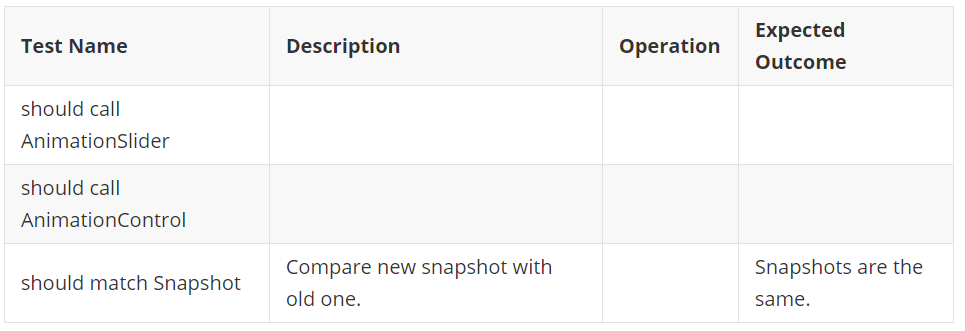 Test Name Description Operation Expected Outcome
should call
AnimationSlider
should call
AnimationControl
should match Snapshot Compare new snapshot with old one. Snapshots are the same.